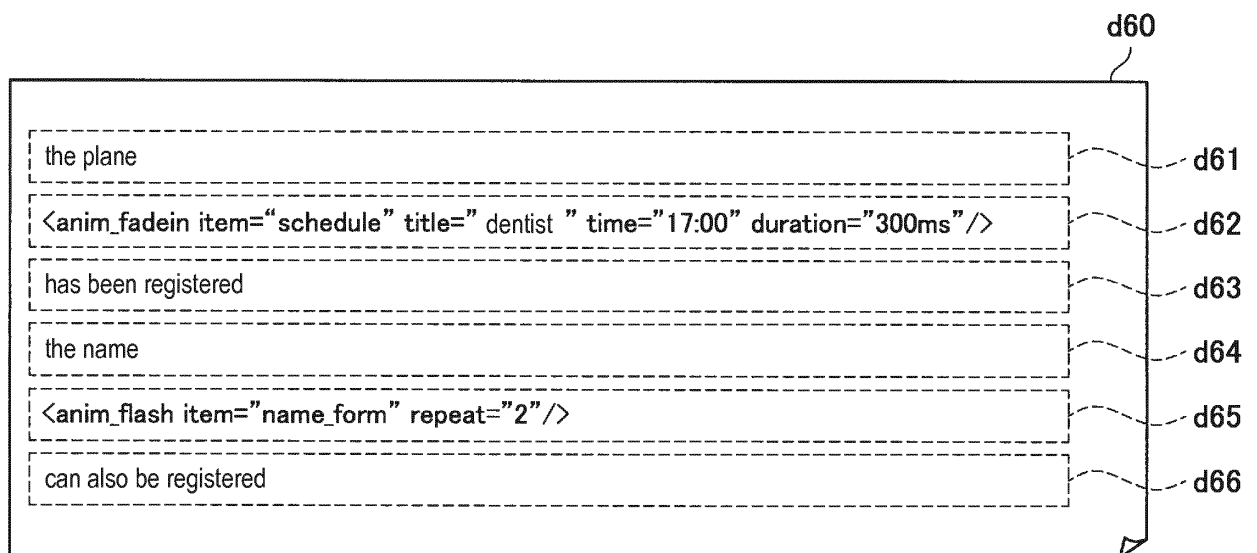 d60
the plane d61
<anim_fadein item=“schedule” title=” dentist ” time=”17:00” duration=”300ms”/> d62
has been registered d63
the name d64
<anim_flash item=”name_form” repeat=”2”/> d65
can also be registered d66